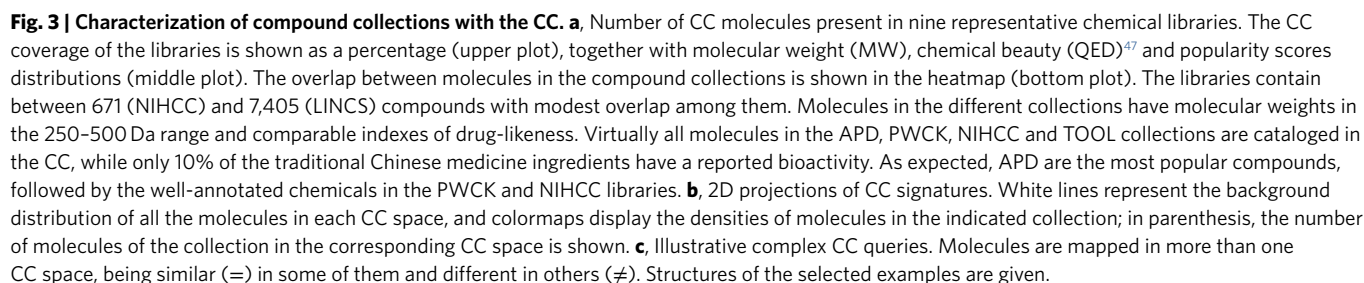 Fig. 3 | Characterization of compound collections with the CC. a, Number of CC molecules present in nine representative chemical libraries. The CC
coverage of the libraries is shown as a percentage (upper plot), together with molecular weight (MW), chemical beauty (QED)47 and popularity scores
distributions (middle plot). The overlap between molecules in the compound collections is shown in the heatmap (bottom plot). The libraries contain
between 671 (NIHCC) and 7,405 (LINCS) compounds with modest overlap among them. Molecules in the different collections have molecular weights in
the 250–500 Da range and comparable indexes of drug-likeness. Virtually all molecules in the APD, PWCK, NIHCC and TOOL collections are cataloged in
the CC, while only 10% of the traditional Chinese medicine ingredients have a reported bioactivity. As expected, APD are the most popular compounds,
followed by the well-annotated chemicals in the PWCK and NIHCC libraries. b, 2D projections of CC signatures. White lines represent the background
distribution of all the molecules in each CC space, and colormaps display the densities of molecules in the indicated collection; in parenthesis, the number
of molecules of the collection in the corresponding CC space is shown. c, Illustrative complex CC queries. Molecules are mapped in more than one
CC space, being similar (=) in some of them and different in others (≠). Structures of the selected examples are given.